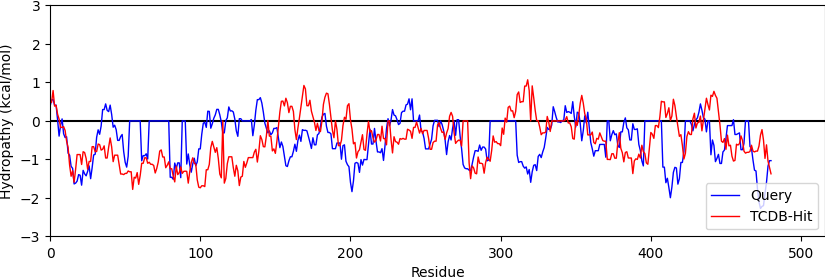 3
2
1
0
−1
−2
−3
Hydropathy (kcal/mol)
0 100 200 300 400 500
Residue
Query
TCDB-Hit